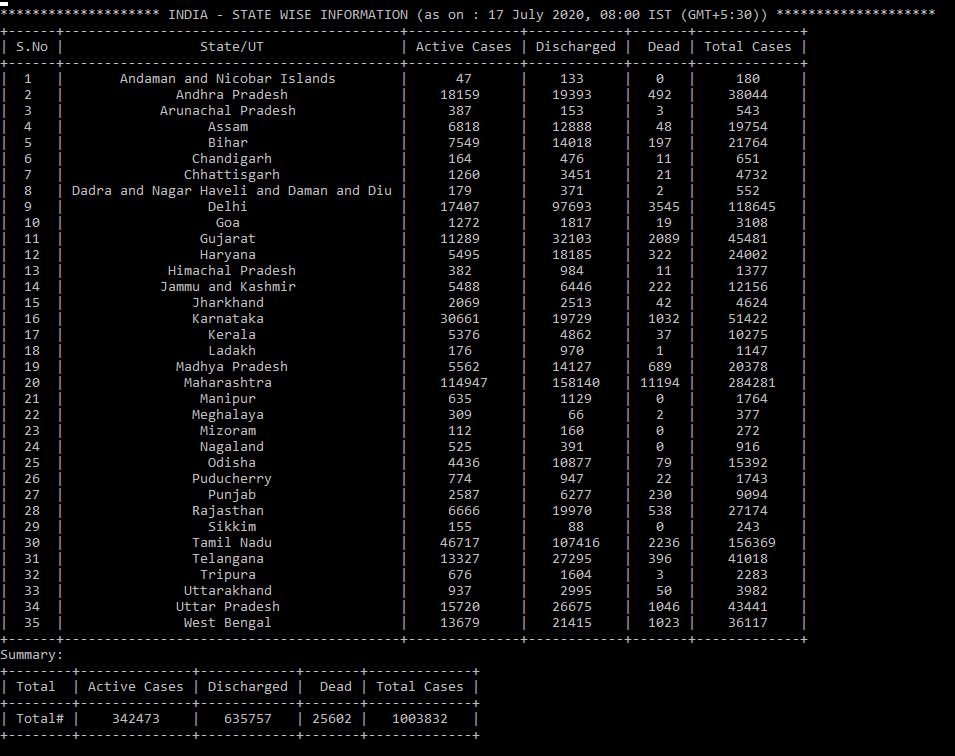 ******************** INDIA - STATE WISE INFORMATION (as on : 17 July 2020, 08:00 IST (GMT+5:30)) ********************
| S.No | State/UT | Active Cases | Discharged | Dead | Total Cases |
| 1 | Andaman and Nicobar Islands | 47 | 133 | 0 | 180 |
| 2 | Andhra Pradesh | 18159 | 19393 | 492 | 38044 |
| 3 | Arunachal Pradesh | 387 | 153 | 3 | 543 |
| 4 | Assam | 6818 | 12888 | 48 | 19754 |
| 5 | Bihar | 7549 | 14018 | 197 | 21764 |
| 6 | Chandigarh | 164 | 476 | 11 | 651 |
| 7 | Chhattisgarh | 1260 | 3451 | 21 | 4732 |
| 8 | Dadra and Nagar Haveli and Daman and Diu | 179 | 371 | 2 | 552 |
| 9 | Delhi | 17407 | 97693 | 3545 | 118645 |
| 10 | Goa | 1272 | 1817 | 19 | 3108 |
| 11 | Gujarat | 11289 | 32103 | 2089 | 45481 |
| 12 | Haryana | 5495 | 18185 | 322 | 24002 |
| 13 | Himachal Pradesh | 382 | 984 | 11 | 1377 |
| 14 | Jammu and Kashmir | 5488 | 6446 | 222 | 12156 |
| 15 | Jharkhand | 2069 | 2513 | 42 | 4624 |
| 16 | Karnataka | 30661 | 19729 | 1032 | 51422 |
| 17 | Kerala | 5376 | 4862 | 37 | 10275 |
| 18 | Ladakh | 176 | 970 | 1 | 1147 |
| 19 | Madhya Pradesh | 5562 | 14127 | 689 | 20378 |
| 20 | Maharashtra | 114947 | 158140 | 11194 | 284281 |
| 21 | Manipur | 635 | 1129 | 0 | 1764 |
| 22 | Meghalaya | 309 | 66 | 2 | 377 |
| 23 | Mizoram | 112 | 160 | 0 | 272 |
| 24 | Nagaland | 525 | 391 | 0 | 916 |
| 25 | Odisha | 4436 | 10877 | 79 | 15392 |
| 26 | Puducherry | 774 | 947 | 22 | 1743 |
| 27 | Punjab | 2587 | 6277 | 230 | 9094 |
| 28 | Rajasthan | 6666 | 19970 | 538 | 27174 |
| 29 | Sikkim | 155 | 88 | 0 | 243 |
| 30 | Tamil Nadu | 46717 | 107416 | 2236 | 156369 |
| 31 | Telangana | 13327 | 27295 | 396 | 41018 |
| 32 | Tripura | 676 | 1604 | 3 | 2283 |
| 33 | Uttarakhand | 937 | 2995 | 50 | 3982 |
| 34 | Uttar Pradesh | 15720 | 26675 | 1046 | 43441 |
| 35 | West Bengal | 13679 | 21415 | 1023 | 36117 |
Summary:
| Total | Active Cases | Discharged | Dead | Total Cases |
| Total# | 342473 | 635757 | 25602 | 1003832 |